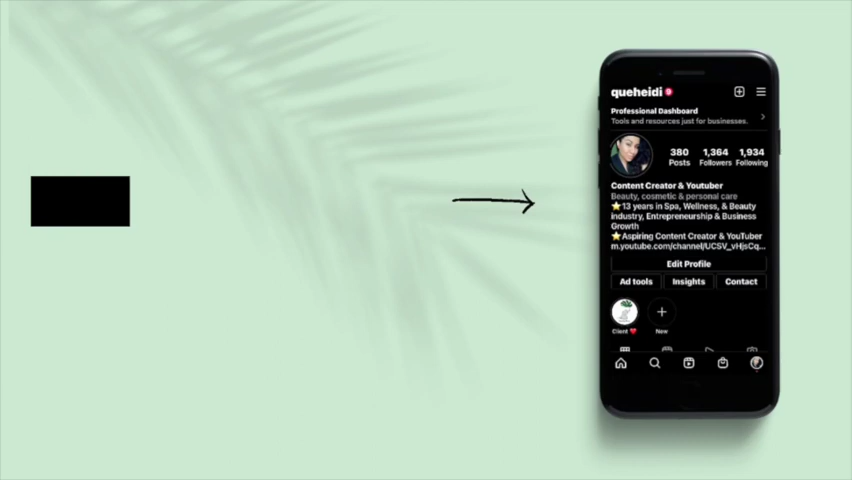 queheidi 9
Professional Dashboard
Tools and resources just for businesses.
380 1,364 1,934
Posts Followers Following
Content Creator & Youtuber
Beauty, cosmetic & personal care
⭐13 years in Spa, Wellness, & Beauty
industry, Entrepreneurship & Business
Growth
⭐Aspiring Content Creator & YouTuber
m.youtube.com/channel/UCSV_vHjsCq...
Edit Profile
Ad tools Insights Contact
Client ❤️ New